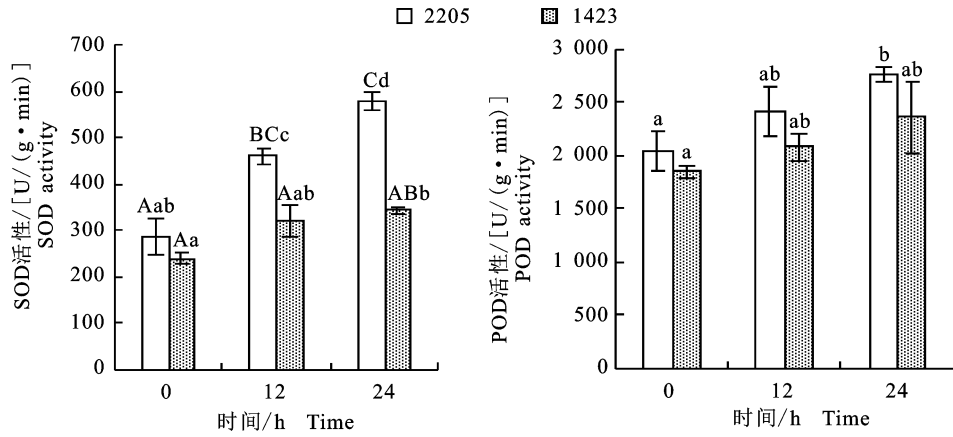 2205 1423
SOD活性/[U/(g·min)]
SOD activity
700
600
500
400
300
200
100
0
Aab
Aa
BCc
Aab
Cd
ABb
0 12 24
时间/h Time
POD活性/[U/(g·min)]
POD activity
3 000
2 500
2 000
1 500
1 000
500
0
a
a
ab
ab
b
ab
0 12 24
时间/h Time